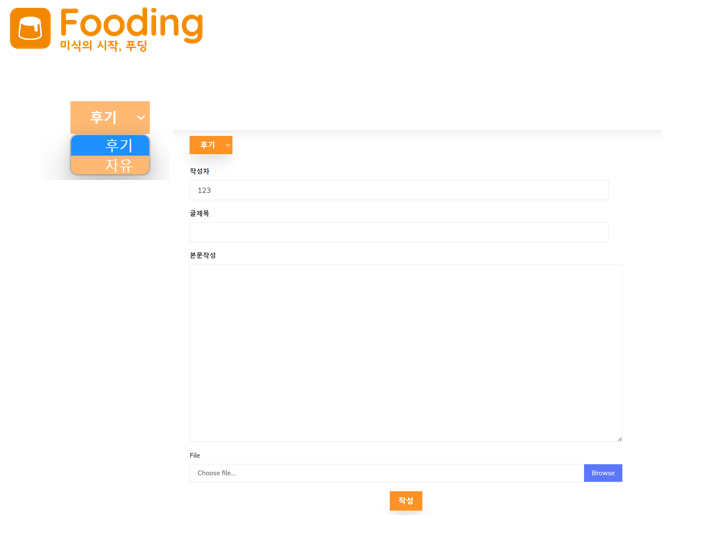 Fooding
미식의 시작, 푸딩
후기
후기
자유
후기
작성자
123
글제목
본문작성
File
Choose file...
Browse
작성